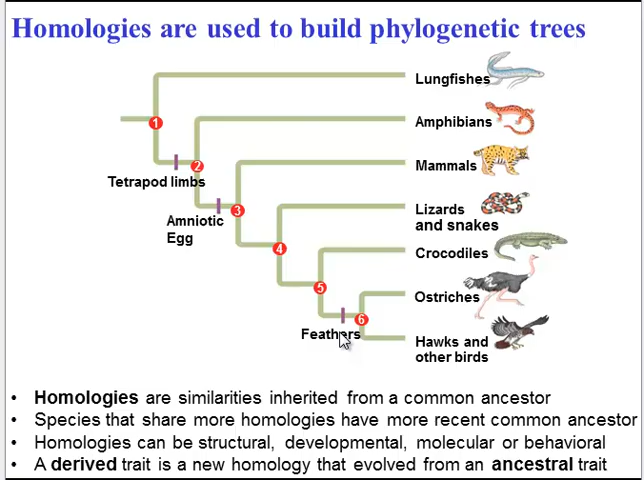 Homologies are used to build phylogenetic trees
Lungfishes
1
Amphibians
2
Mammals
Tetrapod limbs
3
Lizards
and snakes
Amniotic
Egg
4
Crocodiles
5
Ostriches
6
Feathers
Hawks and
other birds
• Homologies are similarities inherited from a common ancestor
• Species that share more homologies have more recent common ancestor
• Homologies can be structural, developmental, molecular or behavioral
• A derived trait is a new homology that evolved from an ancestral trait